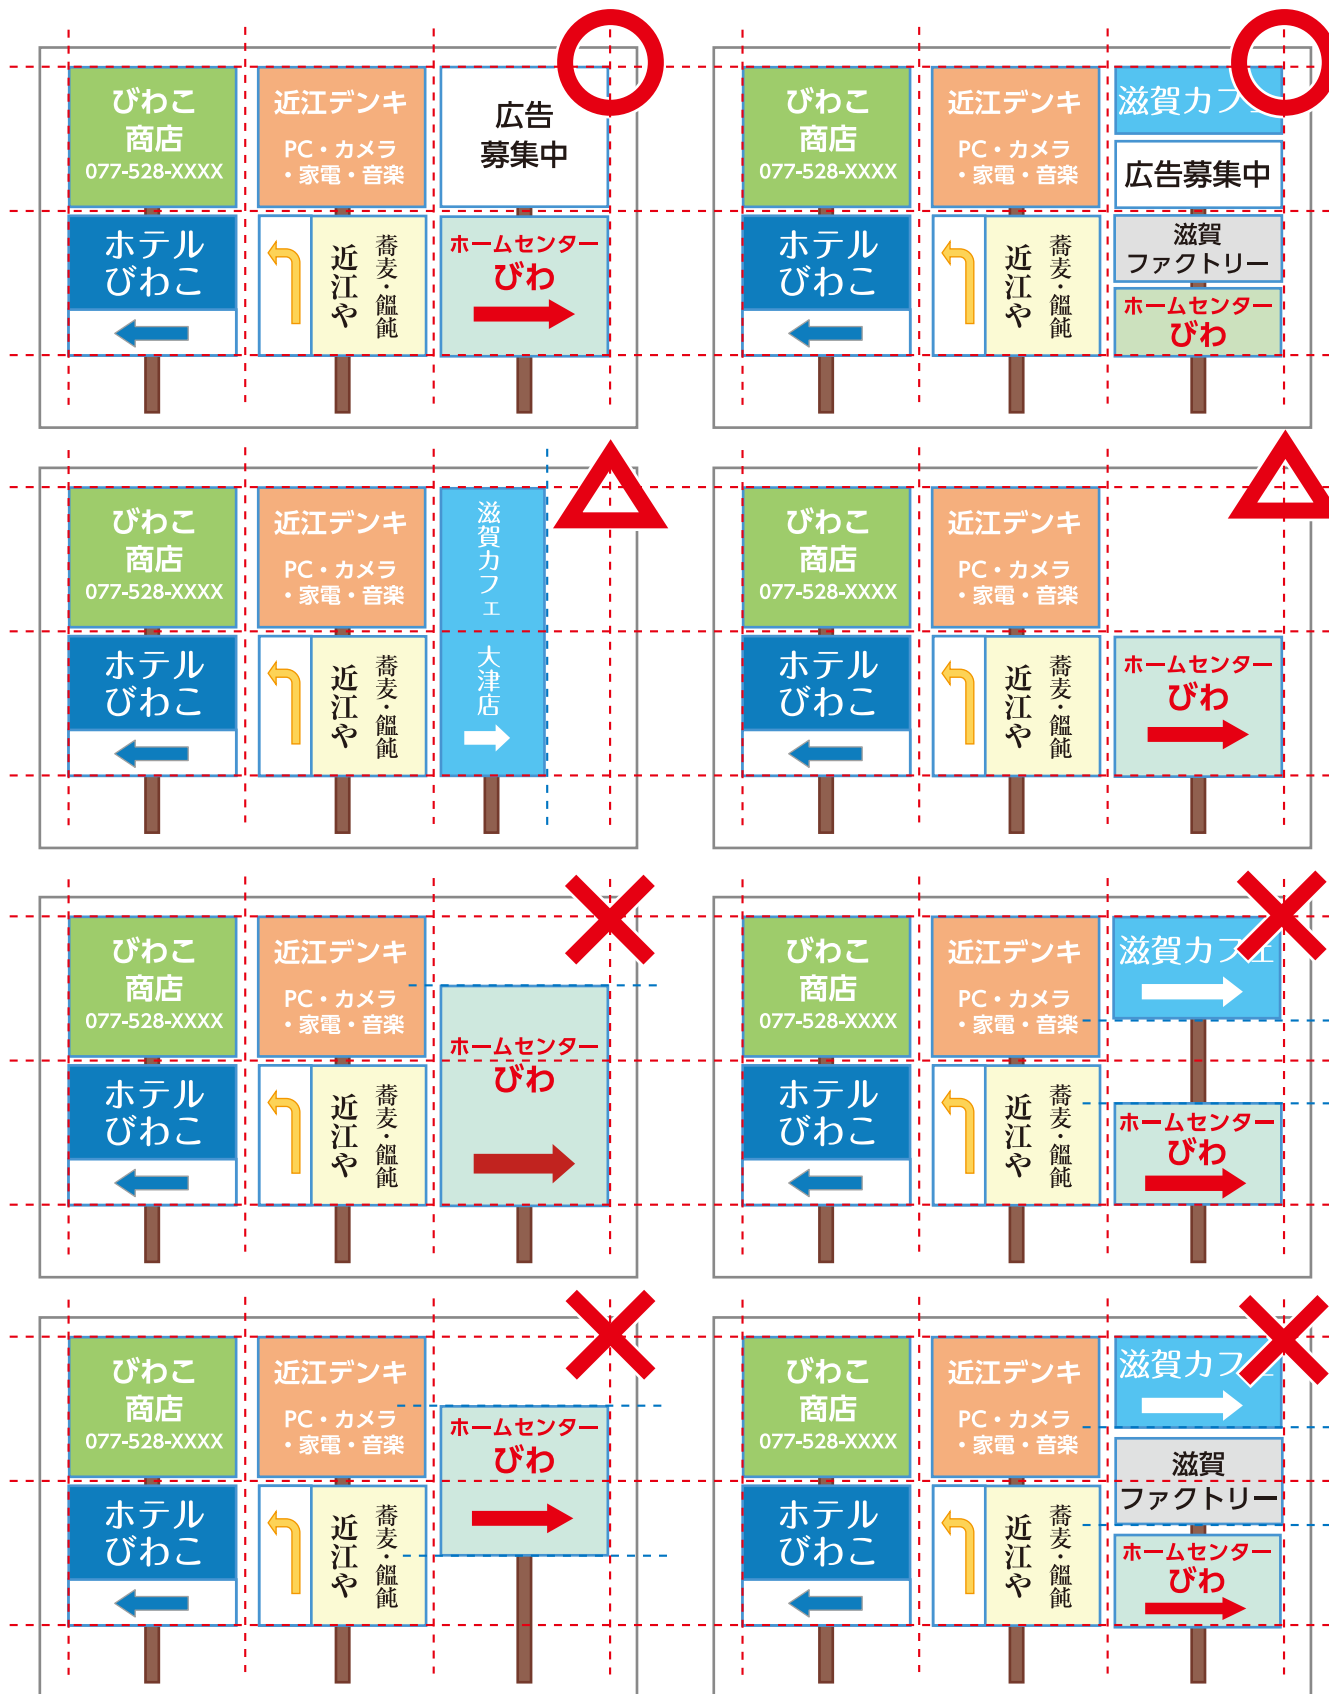 びわこ
商店
077-528-XXXX
ホテル
びわこ
近江デンキ
PC・カメラ
・家電・音楽
蕎麦・饂飩
近江や
広告
募集中
ホームセンター
びわ
びわこ
商店
077-528-XXXX
ホテル
びわこ
近江デンキ
PC・カメラ
・家電・音楽
蕎麦・饂飩
近江や
滋賀カフェ
広告募集中
滋賀
ファクトリー
ホームセンター
びわ
びわこ
商店
077-528-XXXX
ホテル
びわこ
近江デンキ
PC・カメラ
・家電・音楽
蕎麦・饂飩
近江や
滋賀カフェ 大津店
びわこ
商店
077-528-XXXX
ホテル
びわこ
近江デンキ
PC・カメラ
・家電・音楽
蕎麦・饂飩
近江や
ホームセンター
びわ
びわこ
商店
077-528-XXXX
ホテル
びわこ
近江デンキ
PC・カメラ
・家電・音楽
蕎麦・饂飩
近江や
ホームセンター
びわ
びわこ
商店
077-528-XXXX
ホテル
びわこ
近江デンキ
PC・カメラ
・家電・音楽
蕎麦・饂飩
近江や
滋賀カフェ
ホームセンター
びわ
びわこ
商店
077-528-XXXX
ホテル
びわこ
近江デンキ
PC・カメラ
・家電・音楽
蕎麦・饂飩
近江や
ホームセンター
びわ
びわこ
商店
077-528-XXXX
ホテル
びわこ
近江デンキ
PC・カメラ
・家電・音楽
蕎麦・饂飩
近江や
滋賀カフェ
滋賀
ファクトリー
ホームセンター
びわ